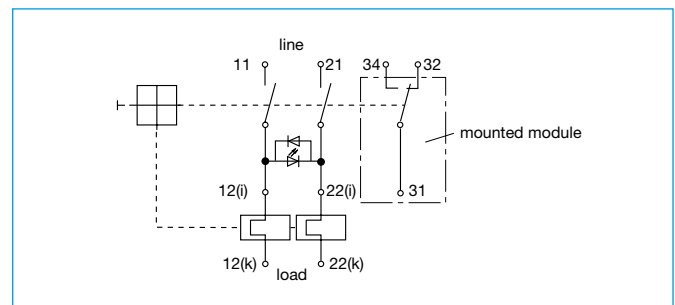 line
11 21 34 32
mounted module
12(i) 22(i) 31
12(k) 22(k)
load